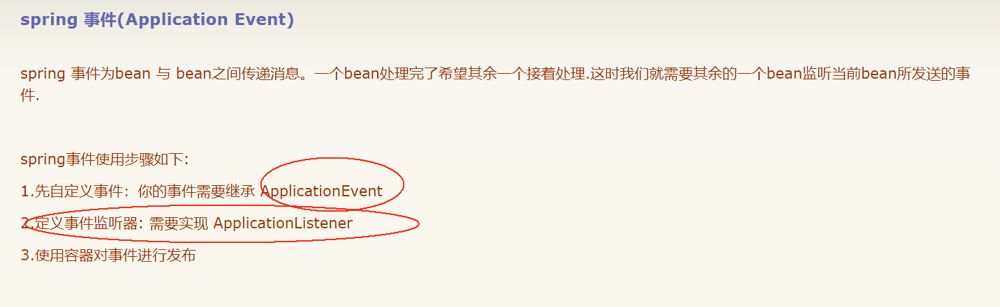 spring 事件(Application Event)
spring 事件为bean 与 bean之间传递消息。一个bean处理完了希望其余一个接着处理.这时我们就需要其余的一个bean监听当前bean所发送的事
件.
spring事件使用步骤如下:
1.先自定义事件：你的事件需要继承 ApplicationEvent
2.定义事件监听器: 需要实现 ApplicationListener
3.使用容器对事件进行发布